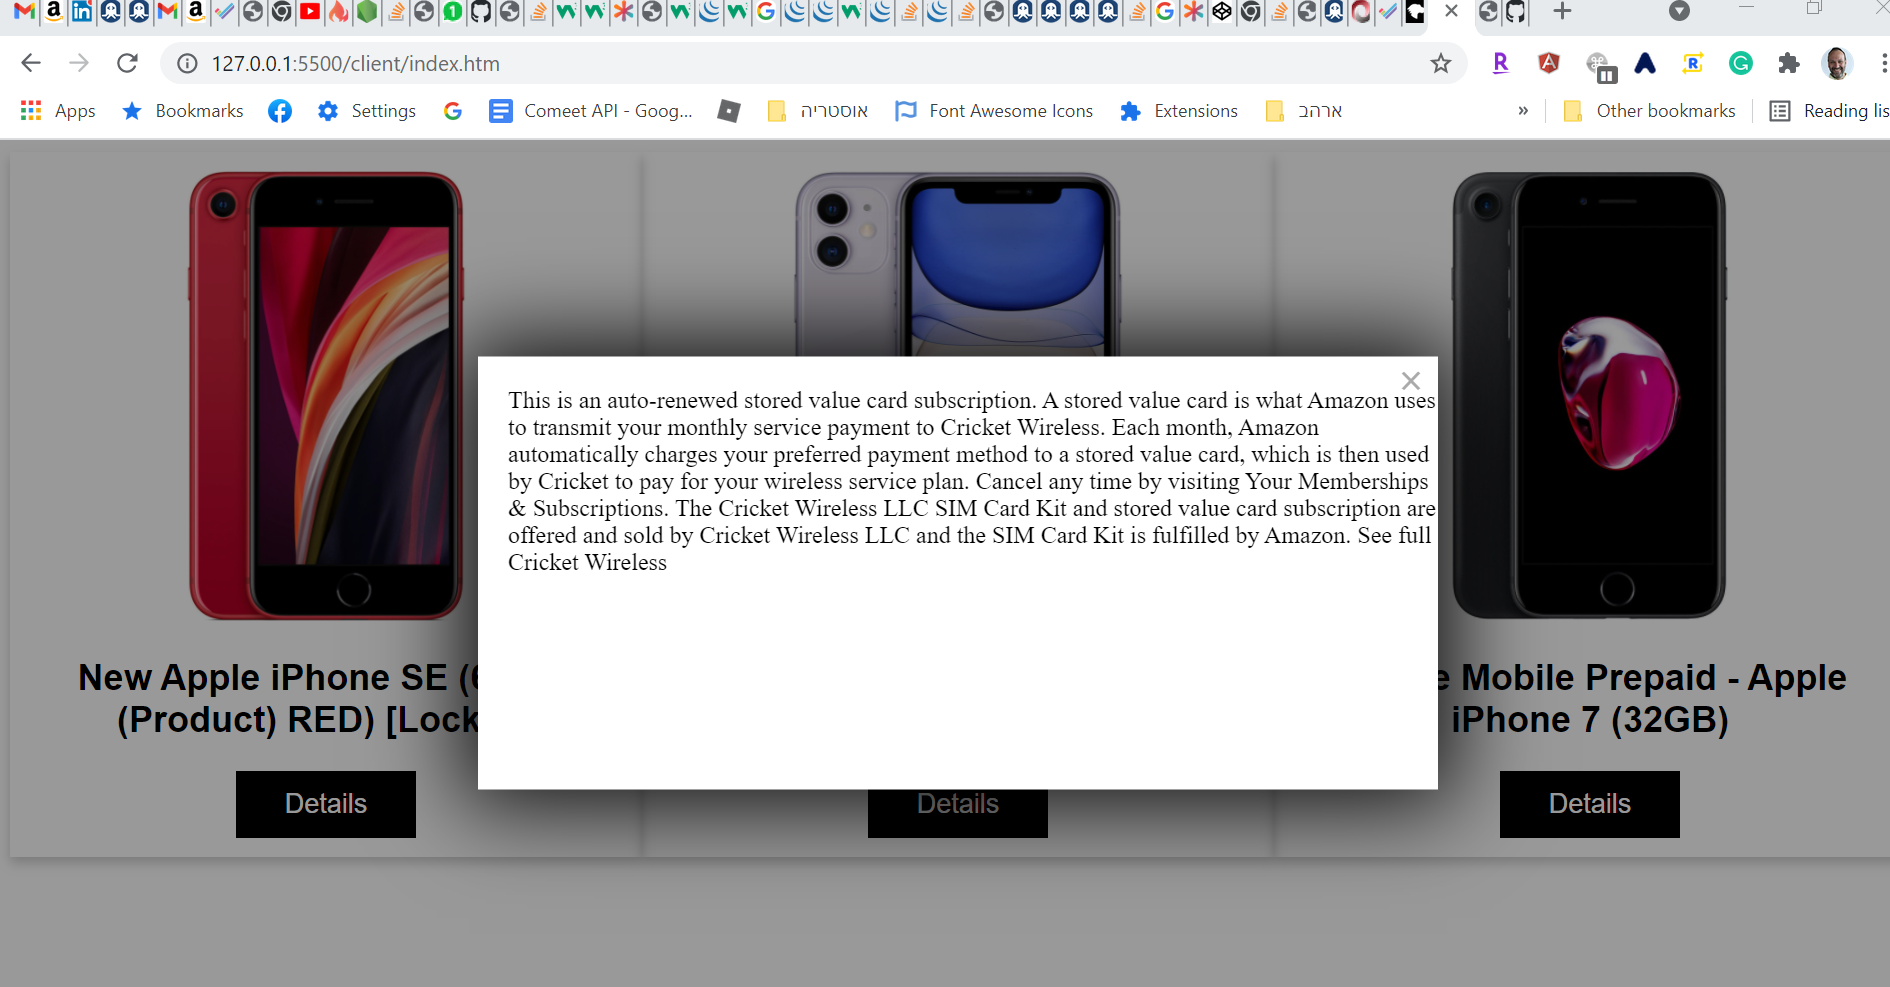 127.0.0.1:5500/client/index.htm
Apps
Bookmarks
Settings
Comeet API - Goog...
אוסטריה
Font Awesome Icons
Extensions
ארהב
»
Other bookmarks
Reading lis
This is an auto-renewed stored value card subscription. A stored value card is what Amazon uses
to transmit your monthly service payment to Cricket Wireless. Each month, Amazon
automatically charges your preferred payment method to a stored value card, which is then used
by Cricket to pay for your wireless service plan. Cancel any time by visiting Your Memberships
& Subscriptions. The Cricket Wireless LLC SIM Card Kit and stored value card subscription are
offered and sold by Cricket Wireless LLC and the SIM Card Kit is fulfilled by Amazon. See full
Cricket Wireless
New Apple iPhone SE (6
(Product) RED) [Lock
Details
Details
e Mobile Prepaid - Apple
iPhone 7 (32GB)
Details